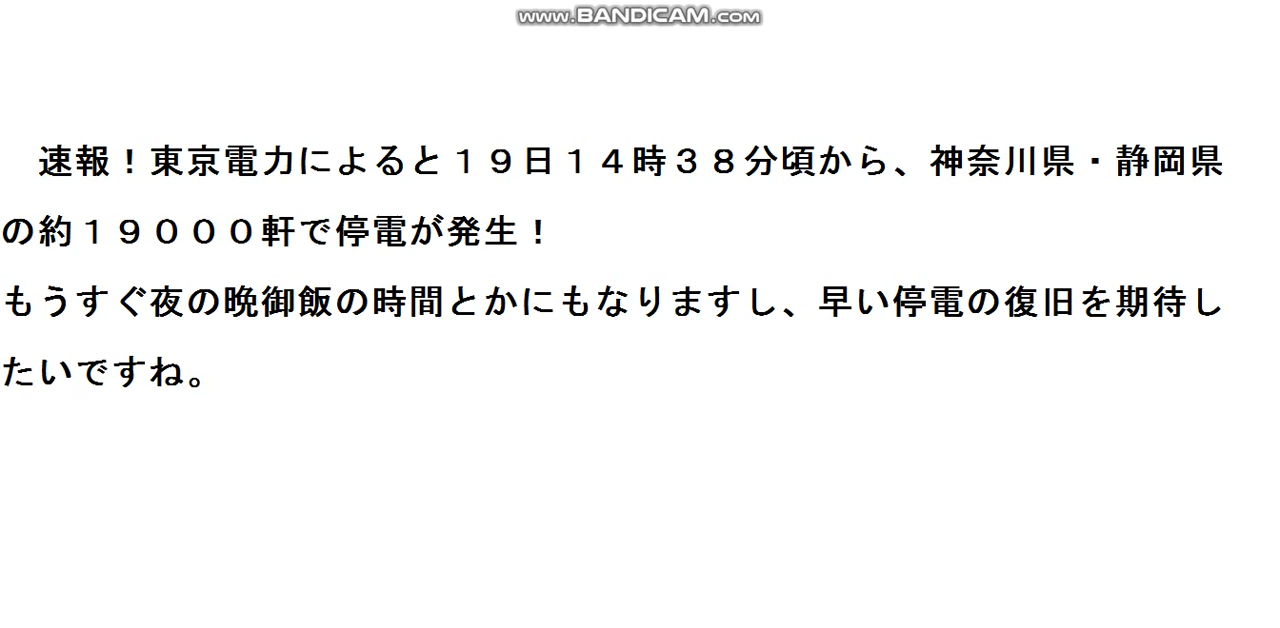 www.BANDICAM.com
速報！東京電力によると１９日１４時３８分頃から、神奈川県・静岡県
の約１９０００軒で停電が発生！
もうすぐ夜の晩御飯の時間とかにもなりますし、早い停電の復旧を期待し
たいですね。